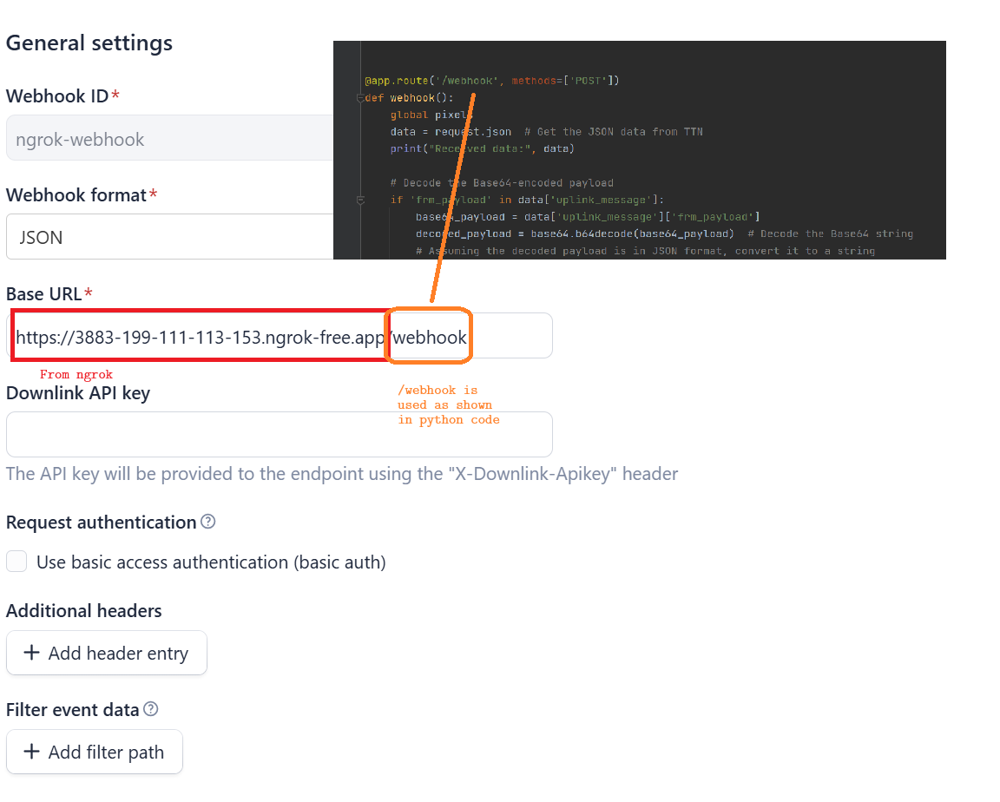 General settings
Webhook ID*
ngrok-webhook
Webhook format*
JSON
@app.route('/webhook', methods=['POST'])
def webhook():
global pixels
data = request.json # Get the JSON data from TTN
print("Received data:", data)
# Decode the Base64-encoded payload
if 'frm_payload' in data['uplink_message']:
base64_payload = data['uplink_message']['frm_payload']
decoded_payload = base64.b64decode(base64_payload) # Decode the Base64 string
# Assuming the decoded payload is in JSON format, convert it to a string
Base URL*
https://3883-199-111-113-153.ngrok-free.app/webhook
From ngrok
/webhook is
used as shown
in python code
Downlink API key
The API key will be provided to the endpoint using the "X-Downlink-Apikey" header
Request authentication
Use basic access authentication (basic auth)
Additional headers
+ Add header entry
Filter event data
+ Add filter path